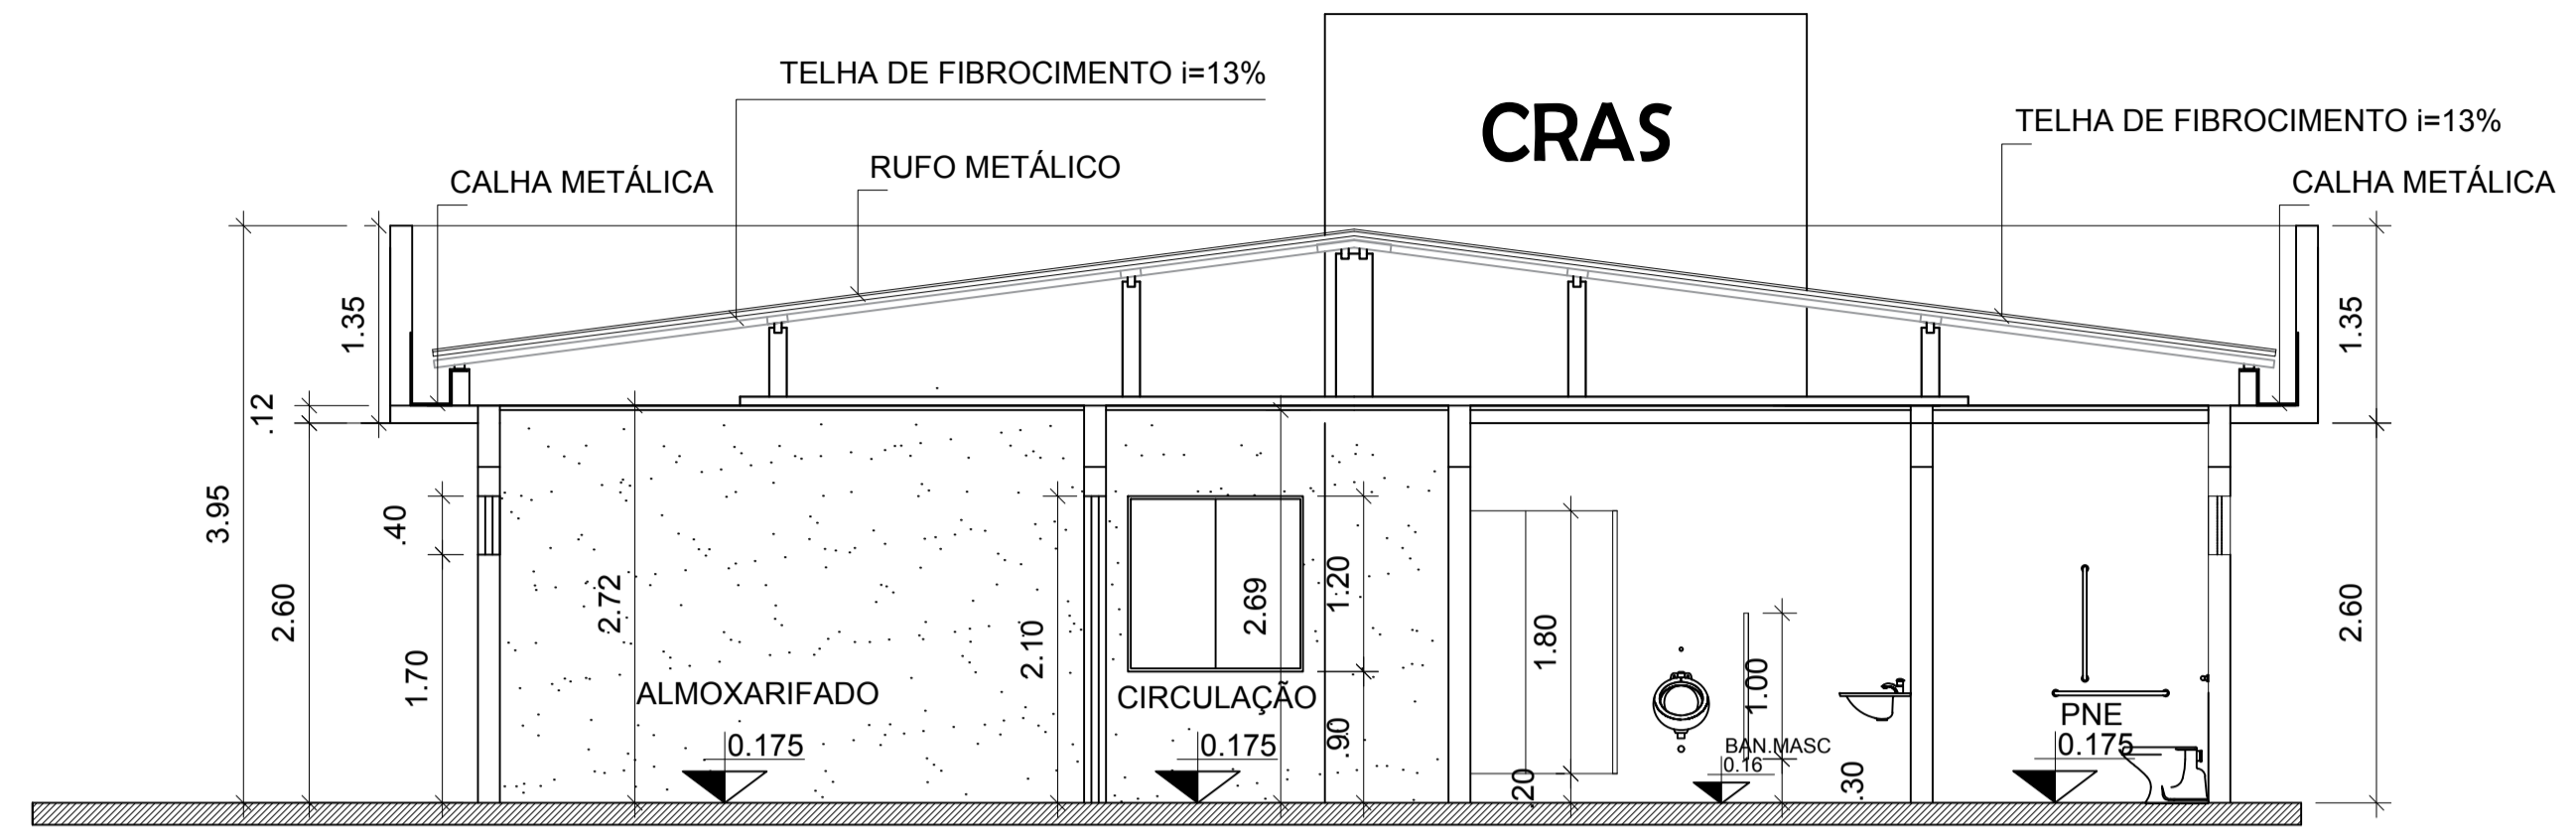 CRAS
TELHA DE FIBROCIMENTO i=13%
TELHA DE FIBROCIMENTO i=13%
RUFO METÁLICO
CALHA METÁLICA
CALHA METÁLICA
1.35
1.35
.12
3.95
.40
2.60
1.70
2.72
2.10
2.69
1.20
1.80
1.00
2.60
ALMOXARIFADO
0.175
CIRCULAÇÃO
0.175
.90
.20
BAN.MASC
0.16
.30
PNE
0.175